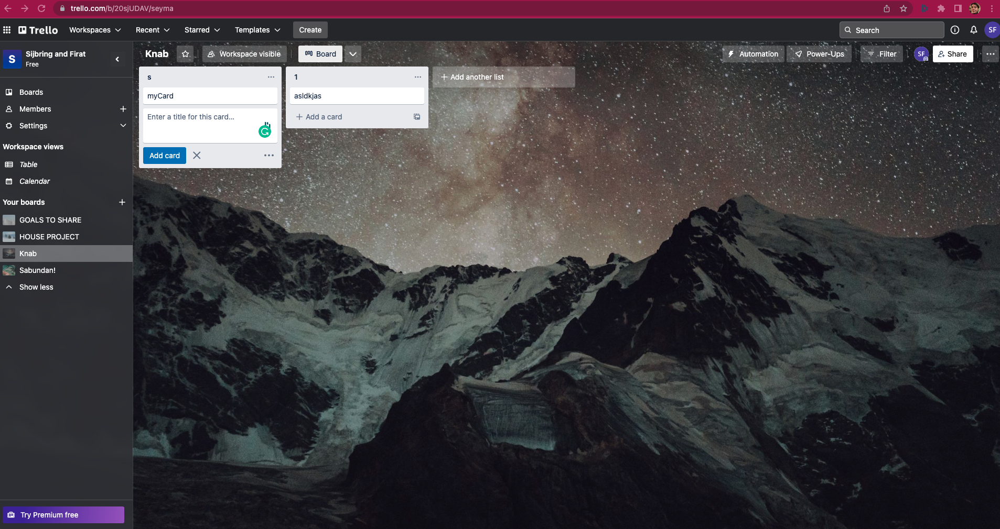 trello.com/b/20sjUDAV/seyma
Trello Workspaces Recent Starred Templates Create Search SF
S Sijbring and Firat
Free
Knab Workspace visible Board Automation Power-Ups Filter SF Share
s
myCard
Enter a title for this card...
Add card
1
asldkjas
Add a card
Add another list
Boards
Members
Settings
Workspace views
Table
Calendar
Your boards
GOALS TO SHARE
HOUSE PROJECT
Knab
Sabundan!
Show less
Try Premium free